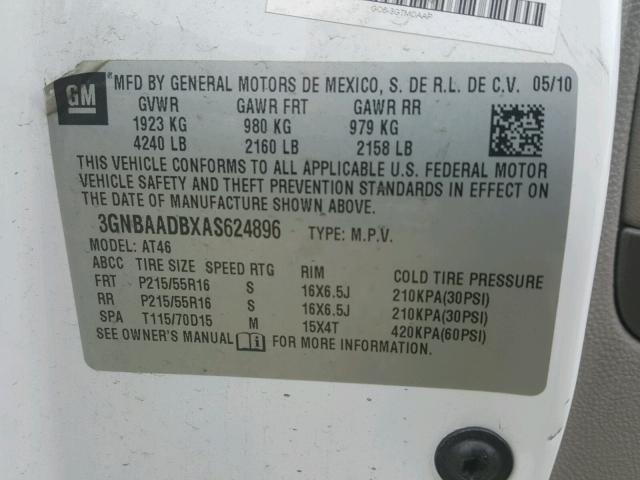 GM MFD BY GENERAL MOTORS DE MEXICO, S. DE R.L. DE C.V. 05/10
GVWR GAWR FRT GAWR RR
1923 KG 980 KG 979 KG
4240 LB 2160 LB 2158 LB
THIS VEHICLE CONFORMS TO ALL APPLICABLE U.S. FEDERAL MOTOR
VEHICLE SAFETY AND THEFT PREVENTION STANDARDS IN EFFECT ON
THE DATE OF MANUFACTURE SHOWN ABOVE.
3GNBAADBXAS624896 TYPE: M.P.V.
MODEL: AT46
ABCC TIRE SIZE SPEED RTG RIM COLD TIRE PRESSURE
FRT P215/55R16 S 16X6.5J 210KPA(30PSI)
RR P215/55R16 S 16X6.5J 210KPA(30PSI)
SPA T115/70D15 M 15X4T 420KPA(60PSI)
SEE OWNER'S MANUAL FOR MORE INFORMATION.